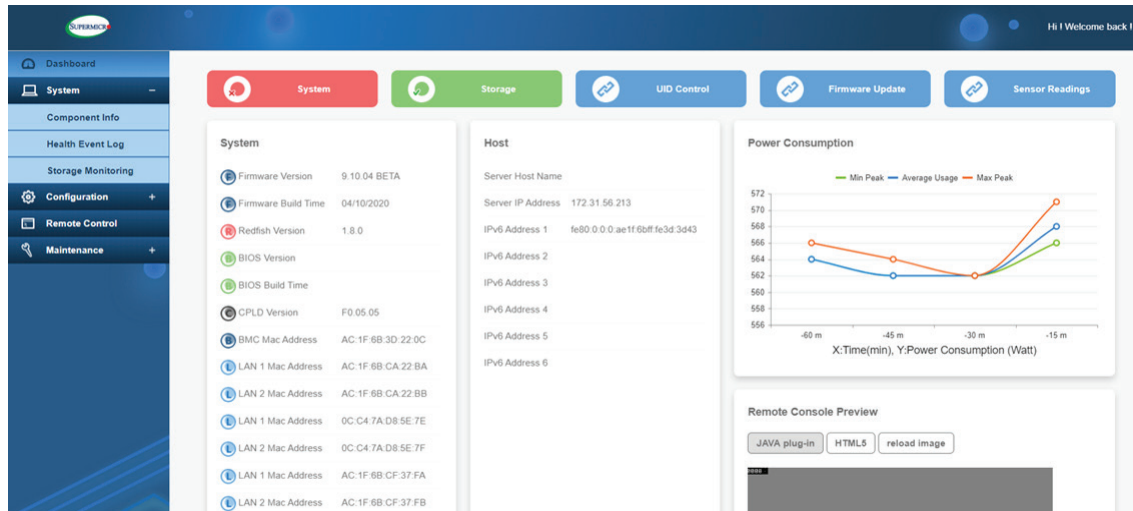 SUPERMICRO
Hi ! Welcome back !
Dashboard
System –
Component Info
Health Event Log
Storage Monitoring
Configuration +
Remote Control
Maintenance +
System
Storage
UID Control
Firmware Update
Sensor Readings
System
Firmware Version 9.10.04 BETA
Firmware Build Time 04/10/2020
Redfish Version 1.8.0
BIOS Version
BIOS Build Time
CPLD Version F0.05.05
BMC Mac Address AC:1F:6B:3D:22:0C
LAN 1 Mac Address AC:1F:6B:CA:22:BA
LAN 2 Mac Address AC:1F:6B:CA:22:BB
LAN 1 Mac Address 0C:C4:7A:D8:5E:7E
LAN 2 Mac Address 0C:C4:7A:D8:5E:7F
LAN 1 Mac Address AC:1F:6B:CF:37:FA
LAN 2 Mac Address AC:1F:6B:CF:37:FB
Host
Server Host Name
Server IP Address 172.31.56.213
IPv6 Address 1 fe80:0:0:0:ae1f:6bff:fe3d:3d43
IPv6 Address 2
IPv6 Address 3
IPv6 Address 4
IPv6 Address 5
IPv6 Address 6
Power Consumption
Min Peak Average Usage Max Peak
572
570
568
566
564
562
560
558
556
-60 m -45 m -30 m -15 m
X:Time(min), Y:Power Consumption (Watt)
Remote Console Preview
JAVA plug-in HTML5 reload image